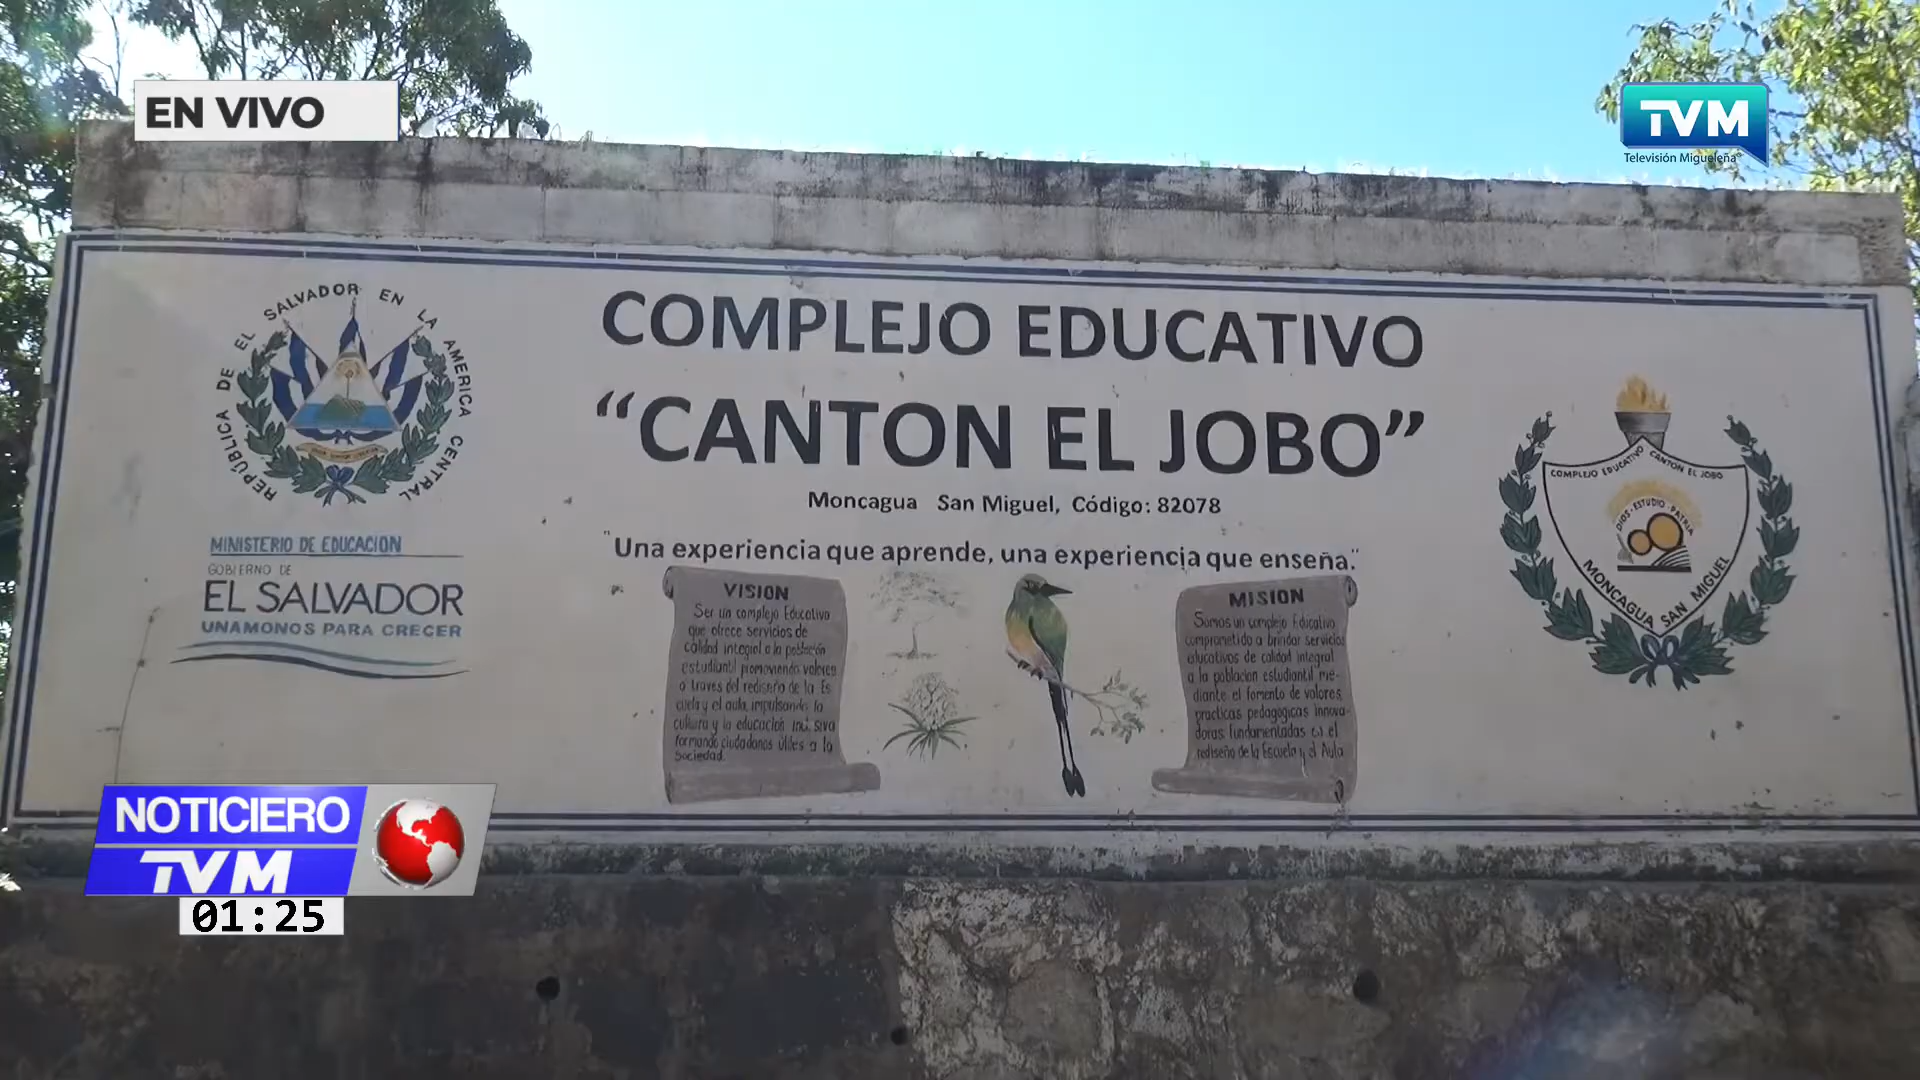 EN VIVO
TVM
Televisión Migueleña
REPÚBLICA DE EL SALVADOR EN LA AMERICA CENTRAL
COMPLEJO EDUCATIVO
“CANTON EL JOBO”
Moncagua San Miguel, Código: 82078
"Una experiencia que aprende, una experiencia que enseña."
MINISTERIO DE EDUCACION
GOBIERNO DE
EL SALVADOR
UNAMONOS PARA CRECER
VISION
Ser un complejo Educativo
que ofrece servicios de
calidad integral a la población
estudiantil promoviendo valores
a traves del rediseño de la Es
cuela y el aula, impulsando la
cultura y la educacion inclusiva
formando ciudadanos útiles a la
sociedad.
MISION
Somos un complejo Educativo
comprometido a brindar servicios
educativos de calidad integral
a la poblacion estudiantil me-
diante el fomento de valores
practicas pedagogicas innova-
doras fundamentadas en el
rediseño de la Escuela y el Aula
COMPLEJO EDUCATIVO CANTON EL JOBO
DIOS-ESTUDIO-PATRIA
MONCAGUA SAN MIGUEL
NOTICIERO
TVM
01:25